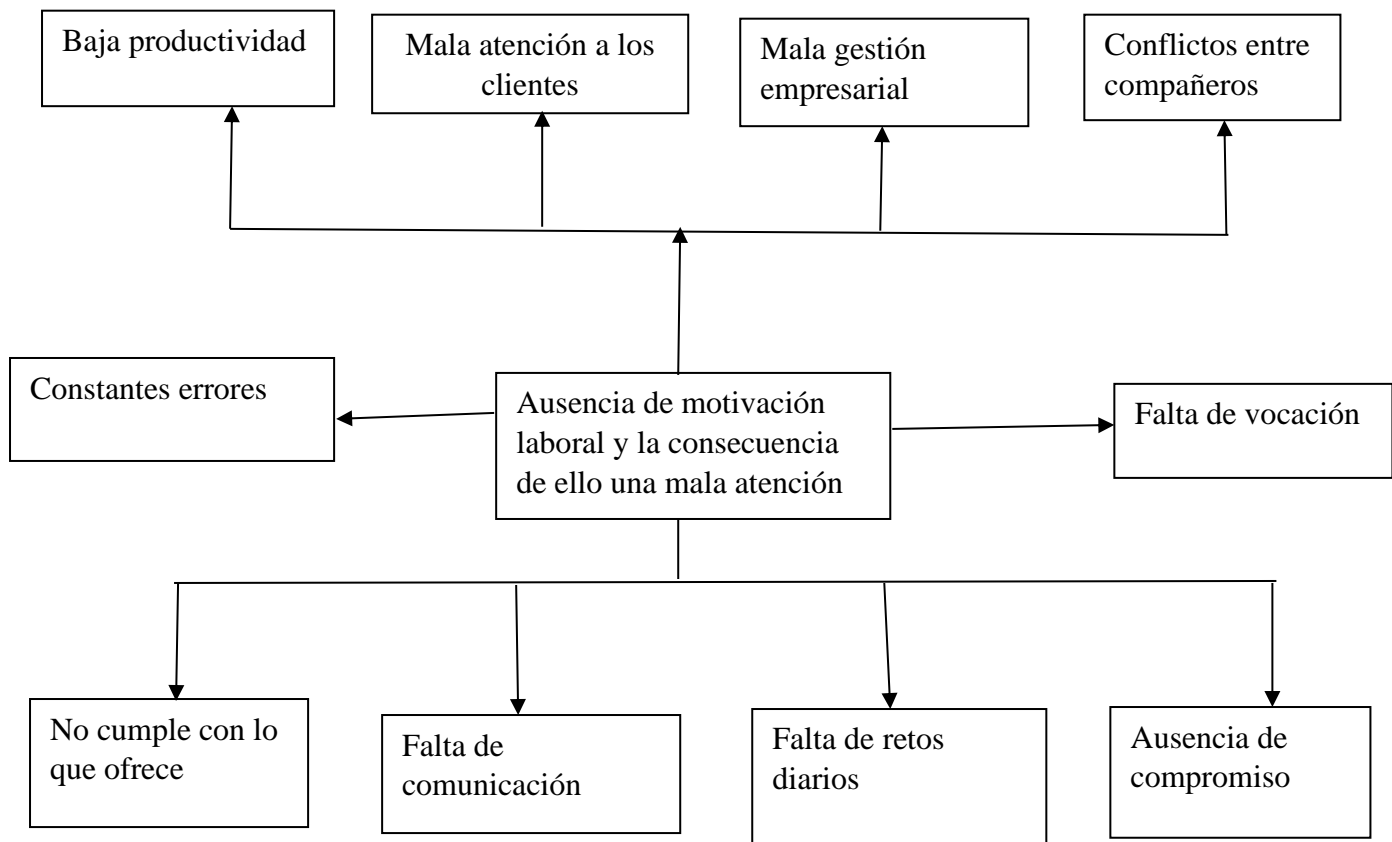 Baja productividad
Mala atención a los
clientes
Mala gestión
empresarial
Conflictos entre
compañeros
Constantes errores
Ausencia de motivación
laboral y la consecuencia
de ello una mala atención
Falta de vocación
No cumple con lo
que ofrece
Falta de
comunicación
Falta de retos
diarios
Ausencia de
compromiso